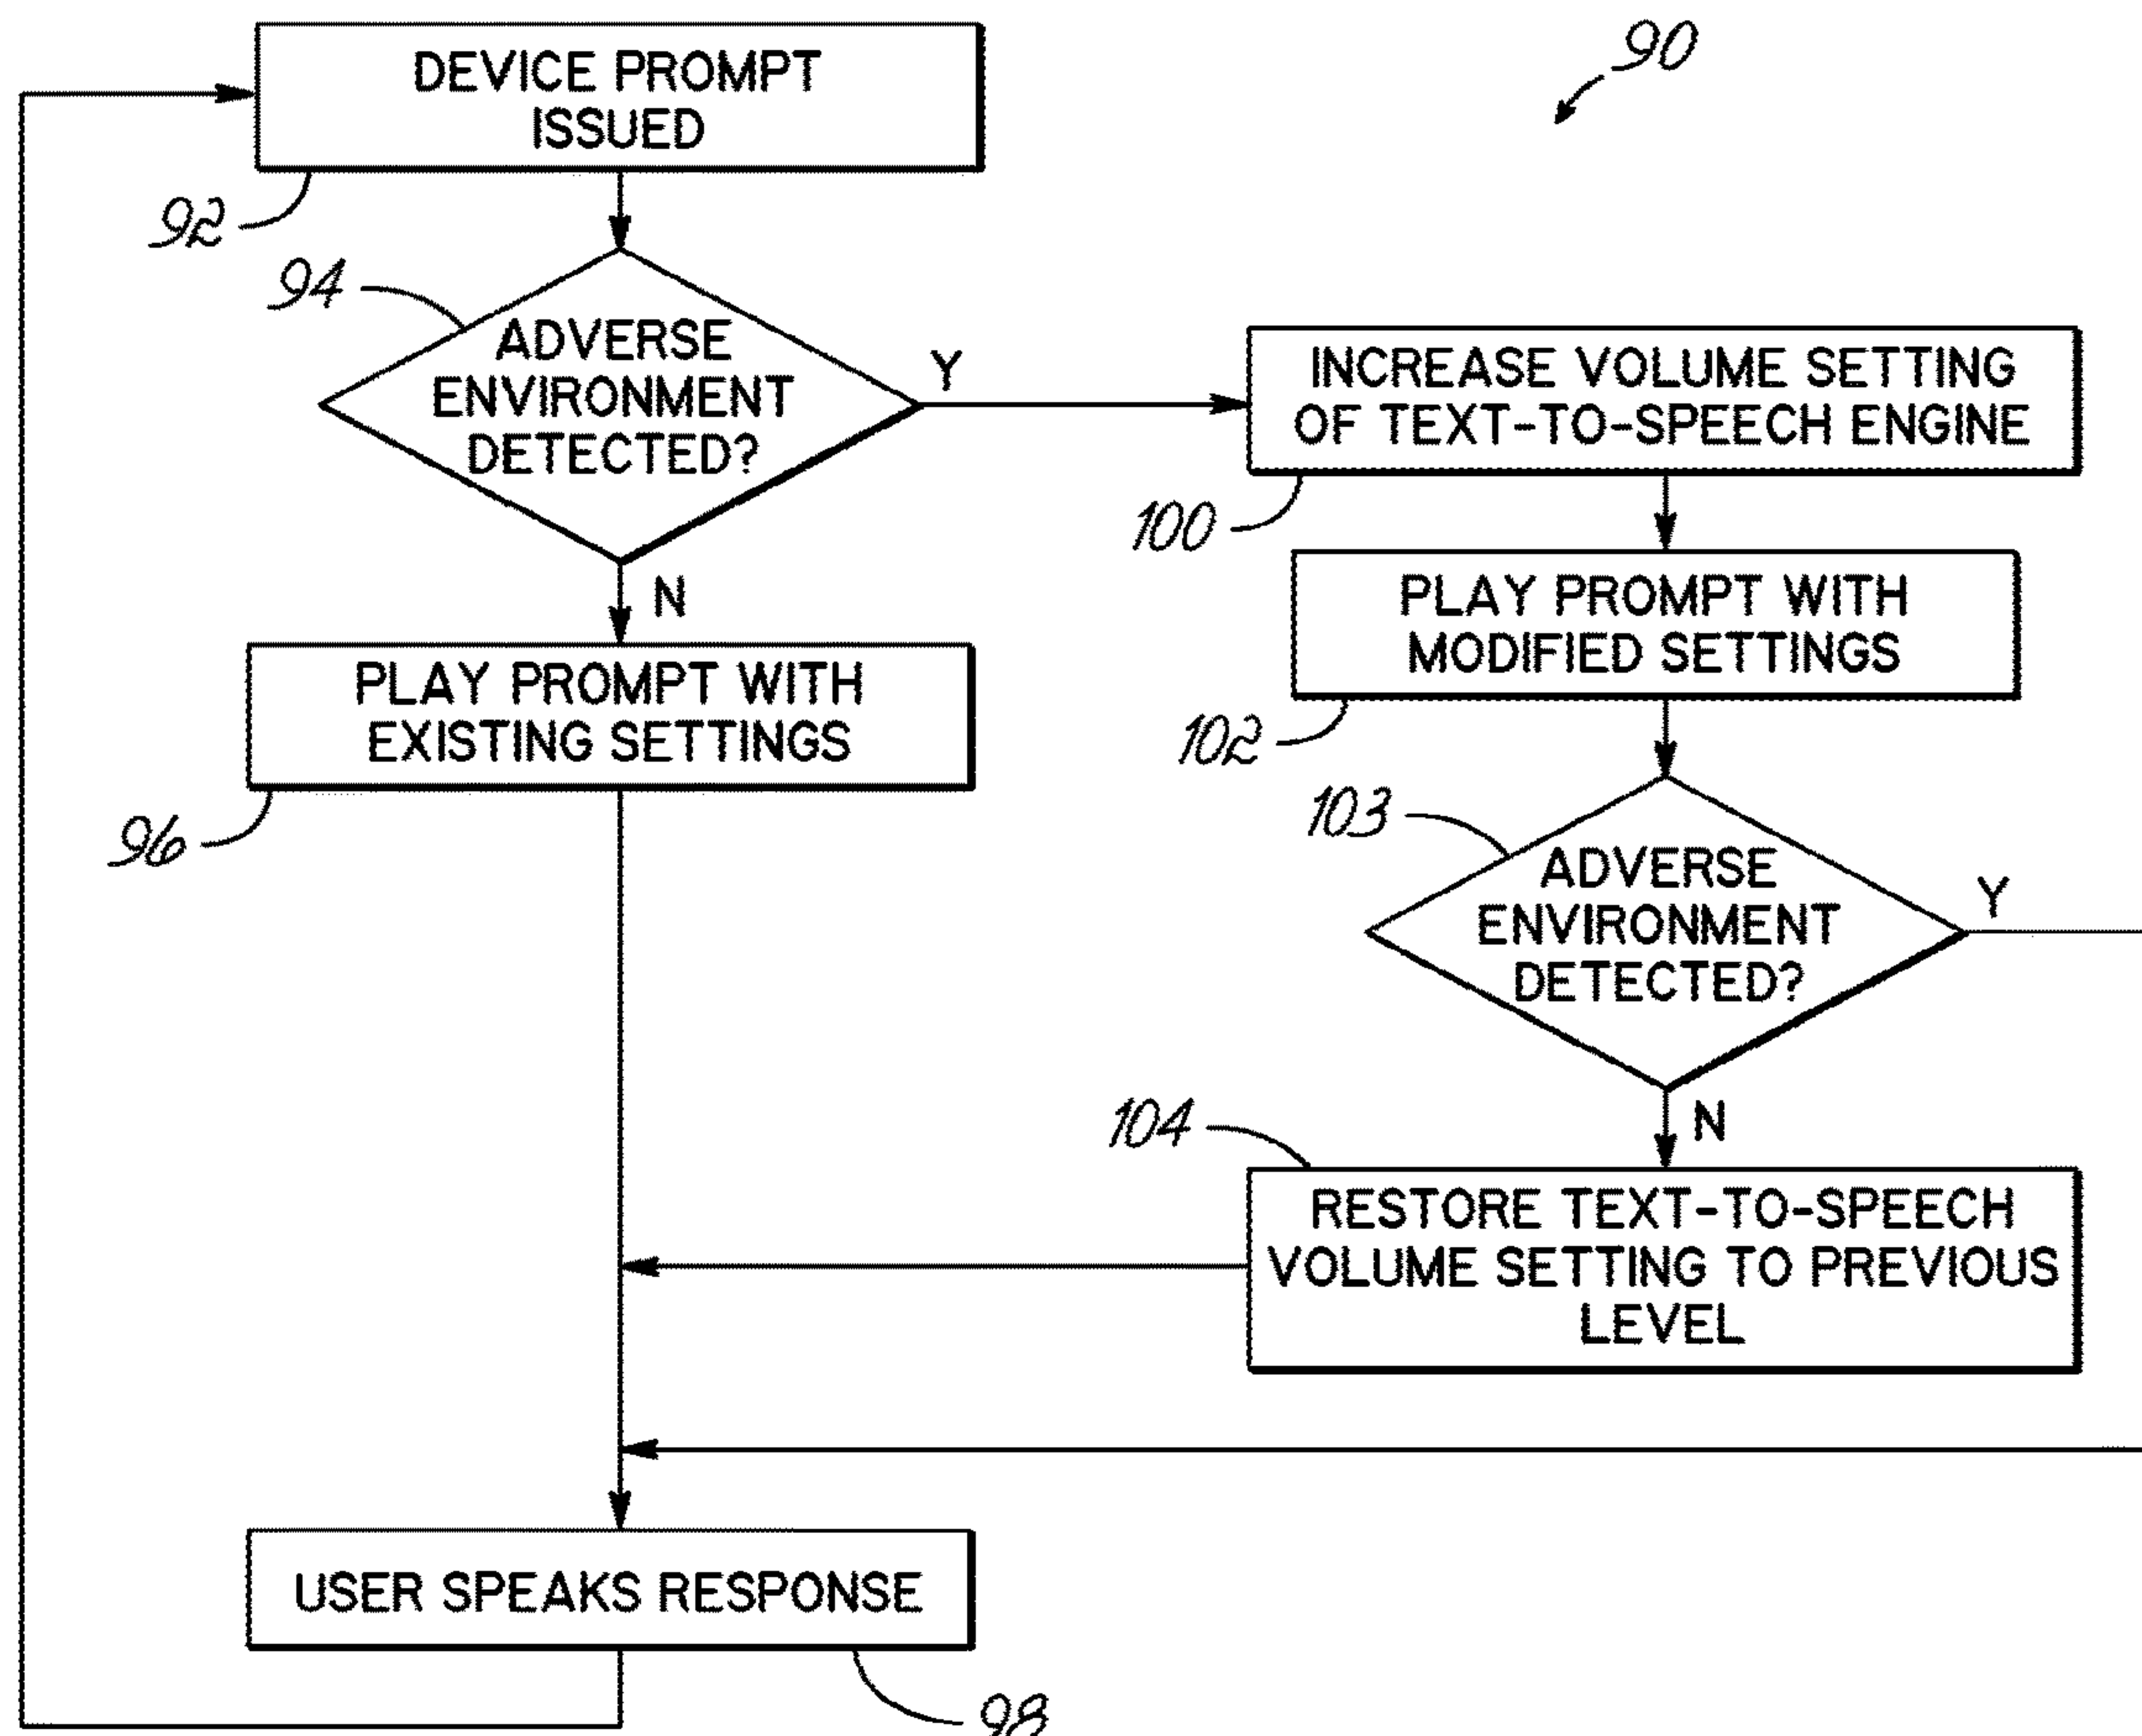 90
DEVICE PROMPT
ISSUED
92
94
ADVERSE
ENVIRONMENT
DETECTED?
Y
N
INCREASE VOLUME SETTING
OF TEXT-TO-SPEECH ENGINE
100
PLAY PROMPT WITH
MODIFIED SETTINGS
102
PLAY PROMPT WITH
EXISTING SETTINGS
96
103
ADVERSE
ENVIRONMENT
DETECTED?
Y
N
104
RESTORE TEXT-TO-SPEECH
VOLUME SETTING TO PREVIOUS
LEVEL
USER SPEAKS RESPONSE
98